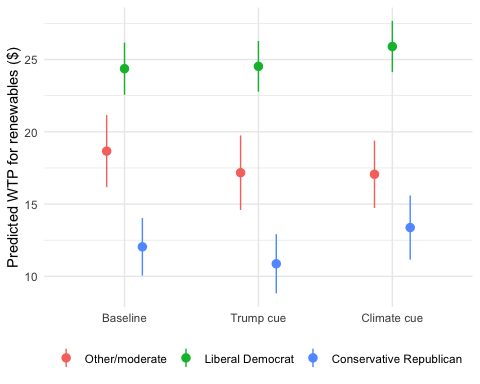 Predicted WTP for renewables ($)
25
20
15
10
Baseline Trump cue Climate cue
Other/moderate Liberal Democrat Conservative Republican